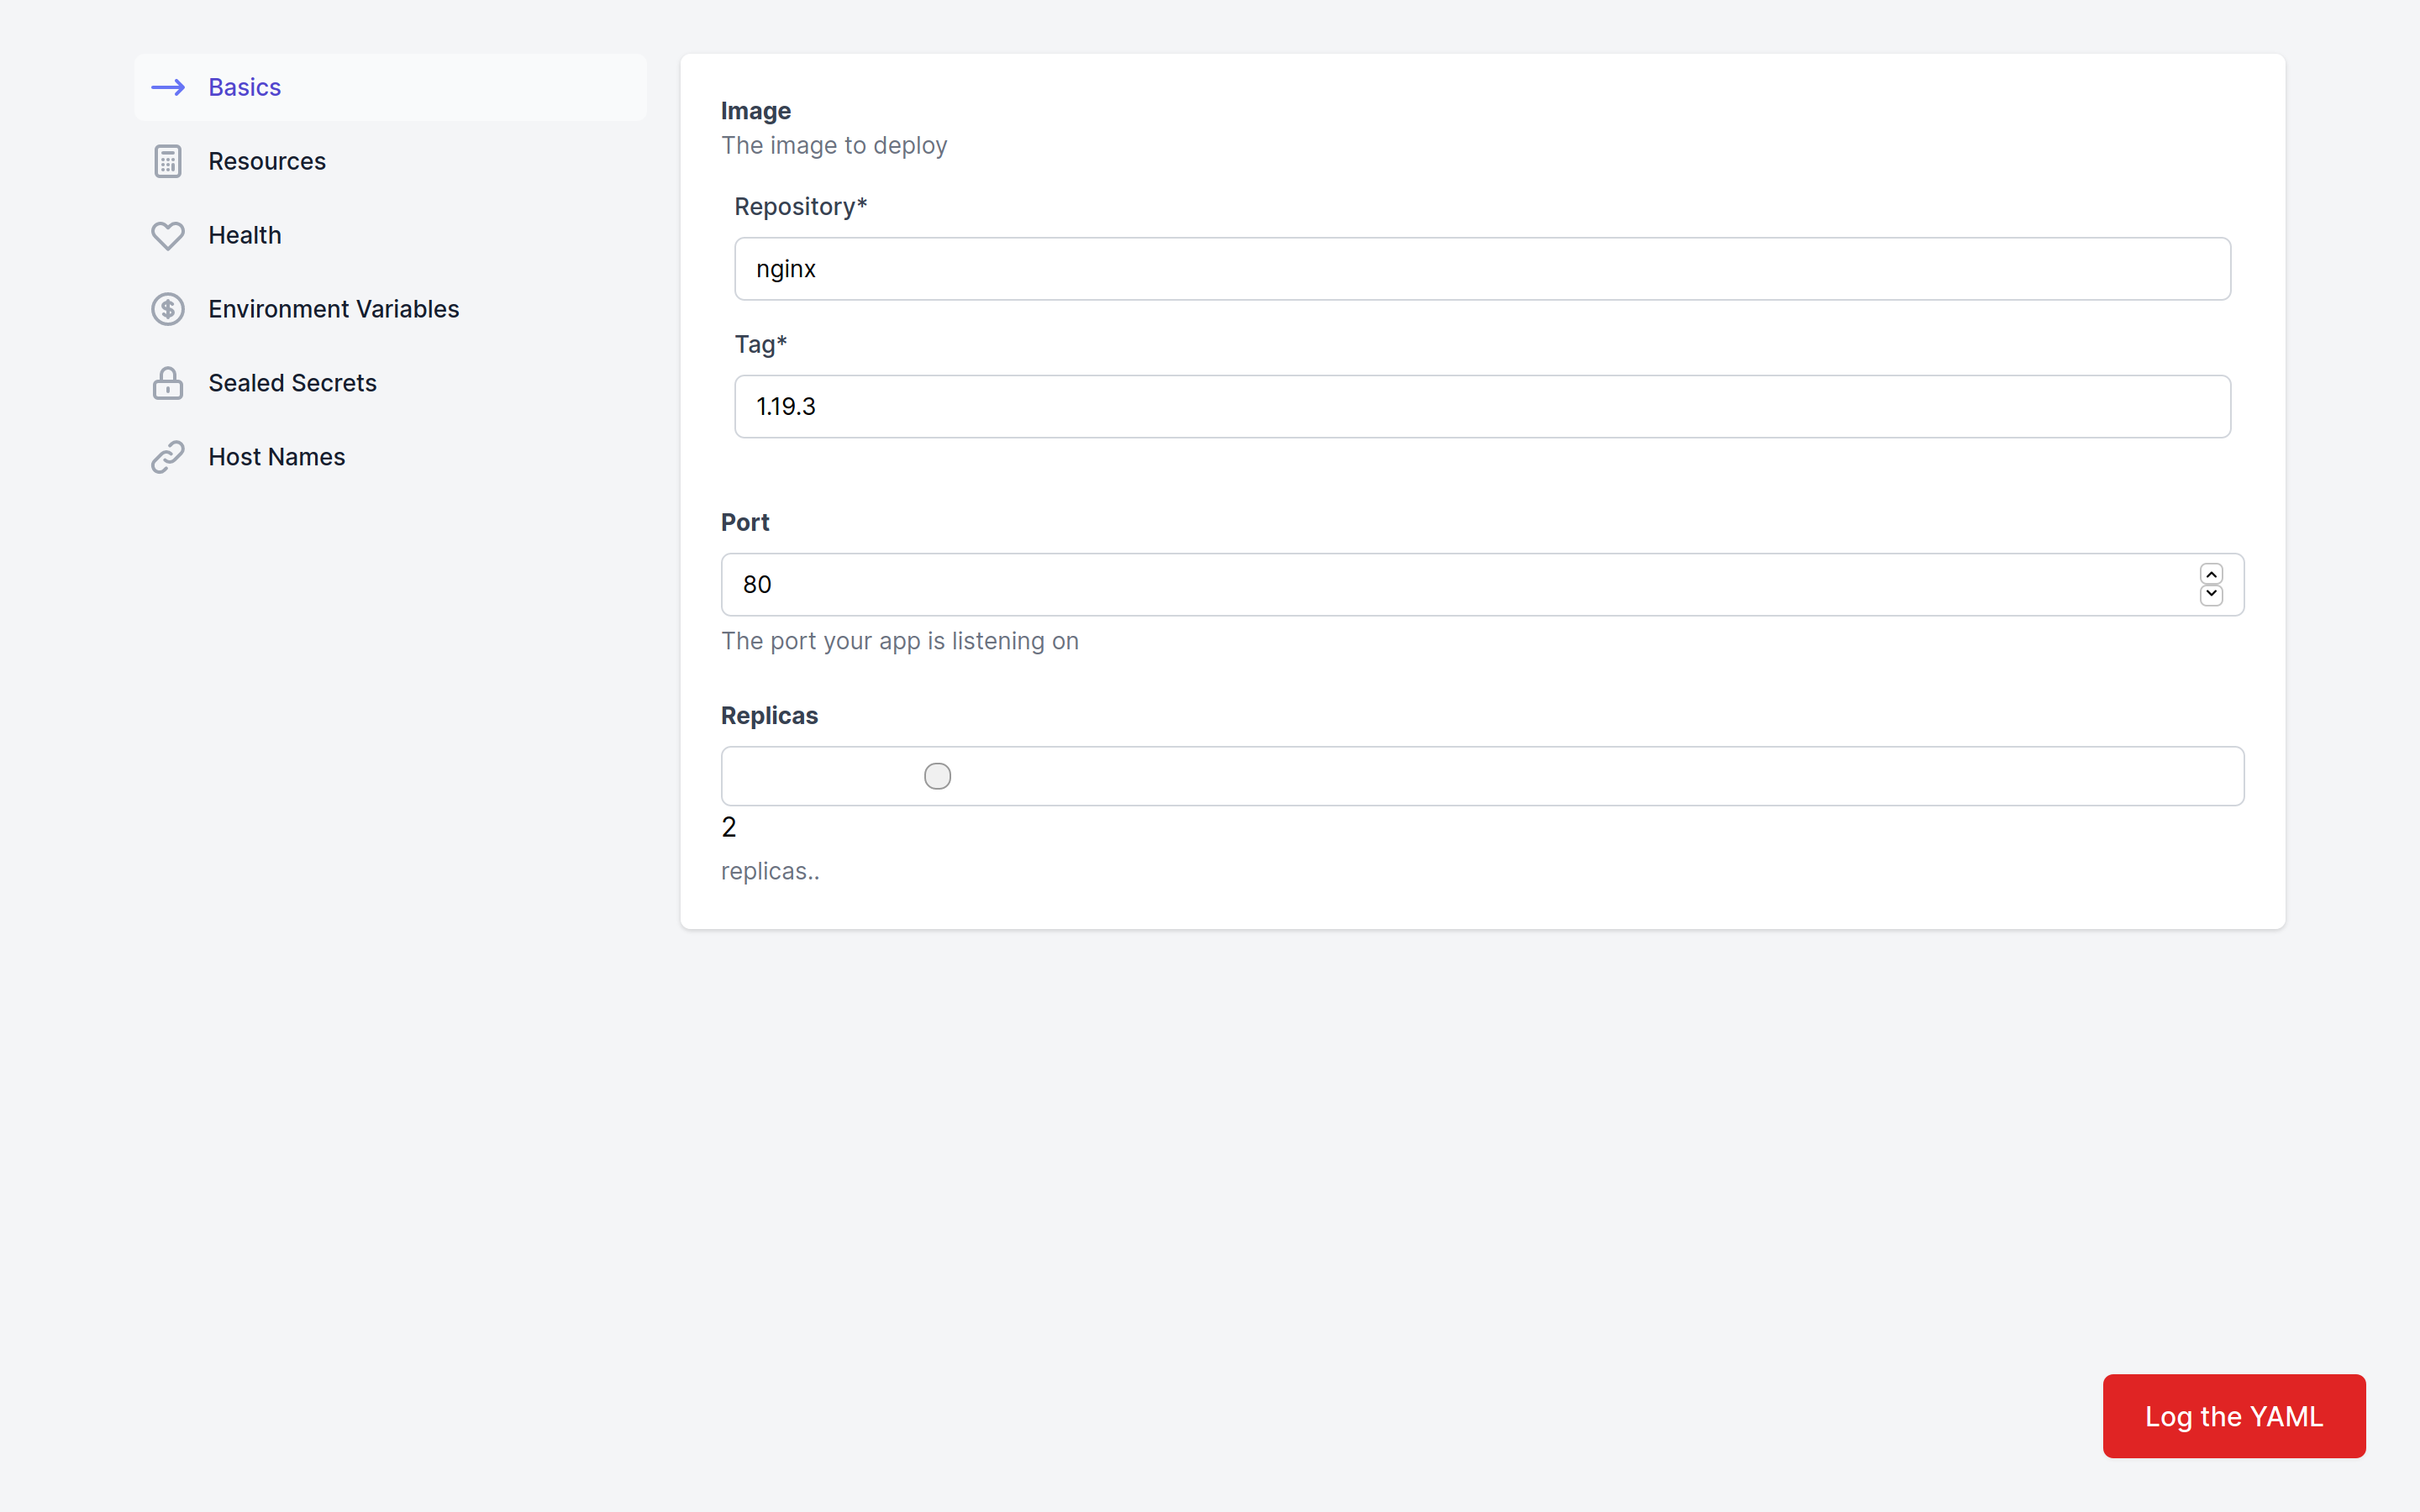 Basics
Resources
Health
Environment Variables
Sealed Secrets
Host Names
Image
The image to deploy
Repository*
nginx
Tag*
1.19.3
Port
80
The port your app is listening on
Replicas
2
replicas..
Log the YAML